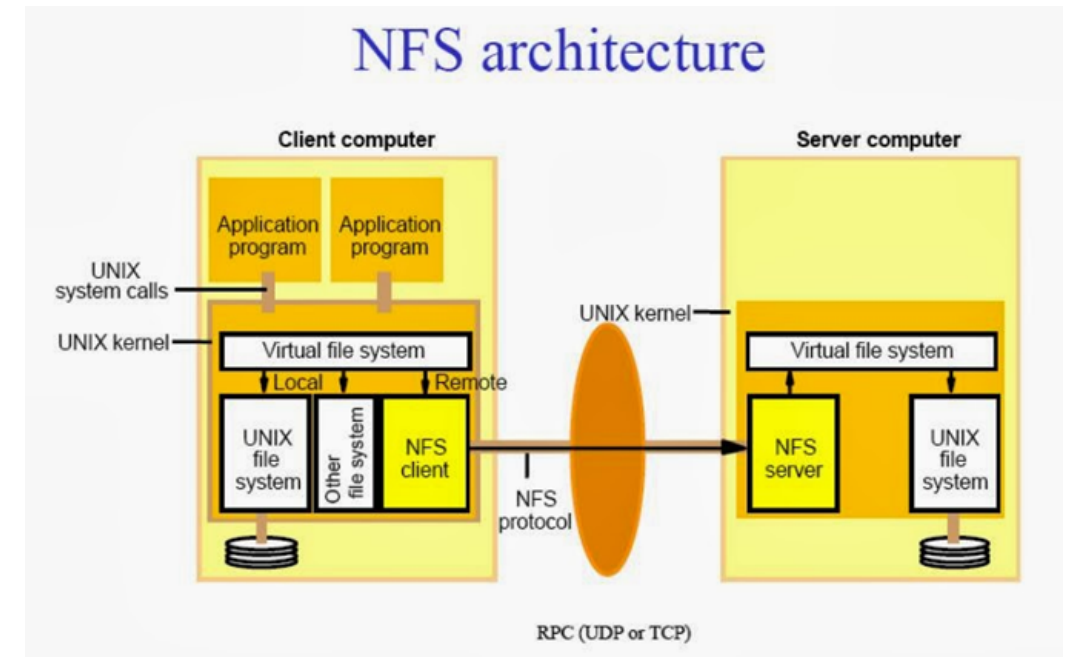 NFS architecture
Client computer
Server computer
Application
program
Application
program
UNIX
system calls
UNIX kernel
Virtual file system
Local
Remote
UNIX
file
system
Other
file system
NFS
client
NFS
protocol
UNIX kernel
Virtual file system
NFS
server
UNIX
file
system
RPC (UDP or TCP)